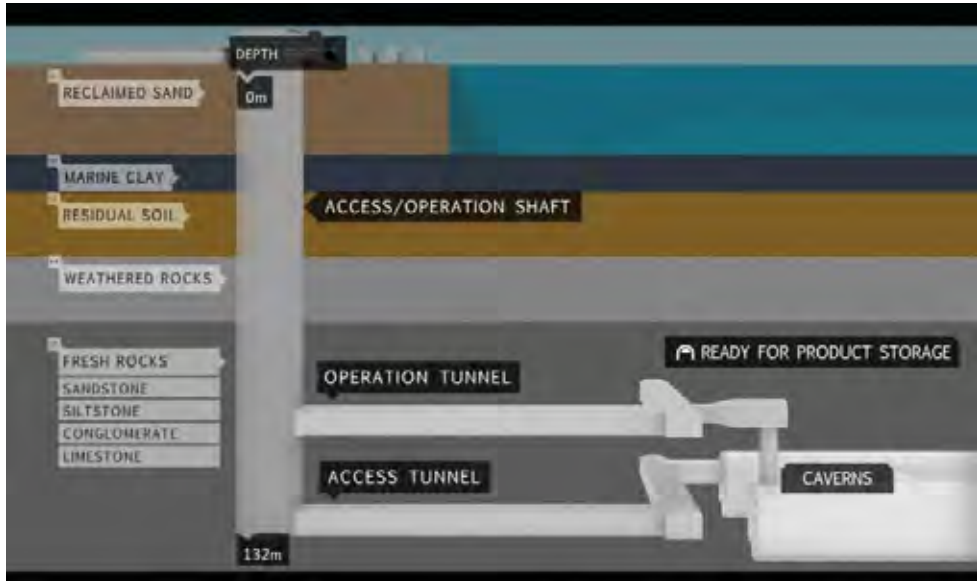 DEPTH
0m
RECLAIMED SAND
MARINE CLAY
RESIDUAL SOIL
ACCESS/OPERATION SHAFT
WEATHERED ROCKS
FRESH ROCKS
SANDSTONE
SILTSTONE
CONGLOMERATE
LIMESTONE
READY FOR PRODUCT STORAGE
OPERATION TUNNEL
ACCESS TUNNEL
CAVERNS
132m